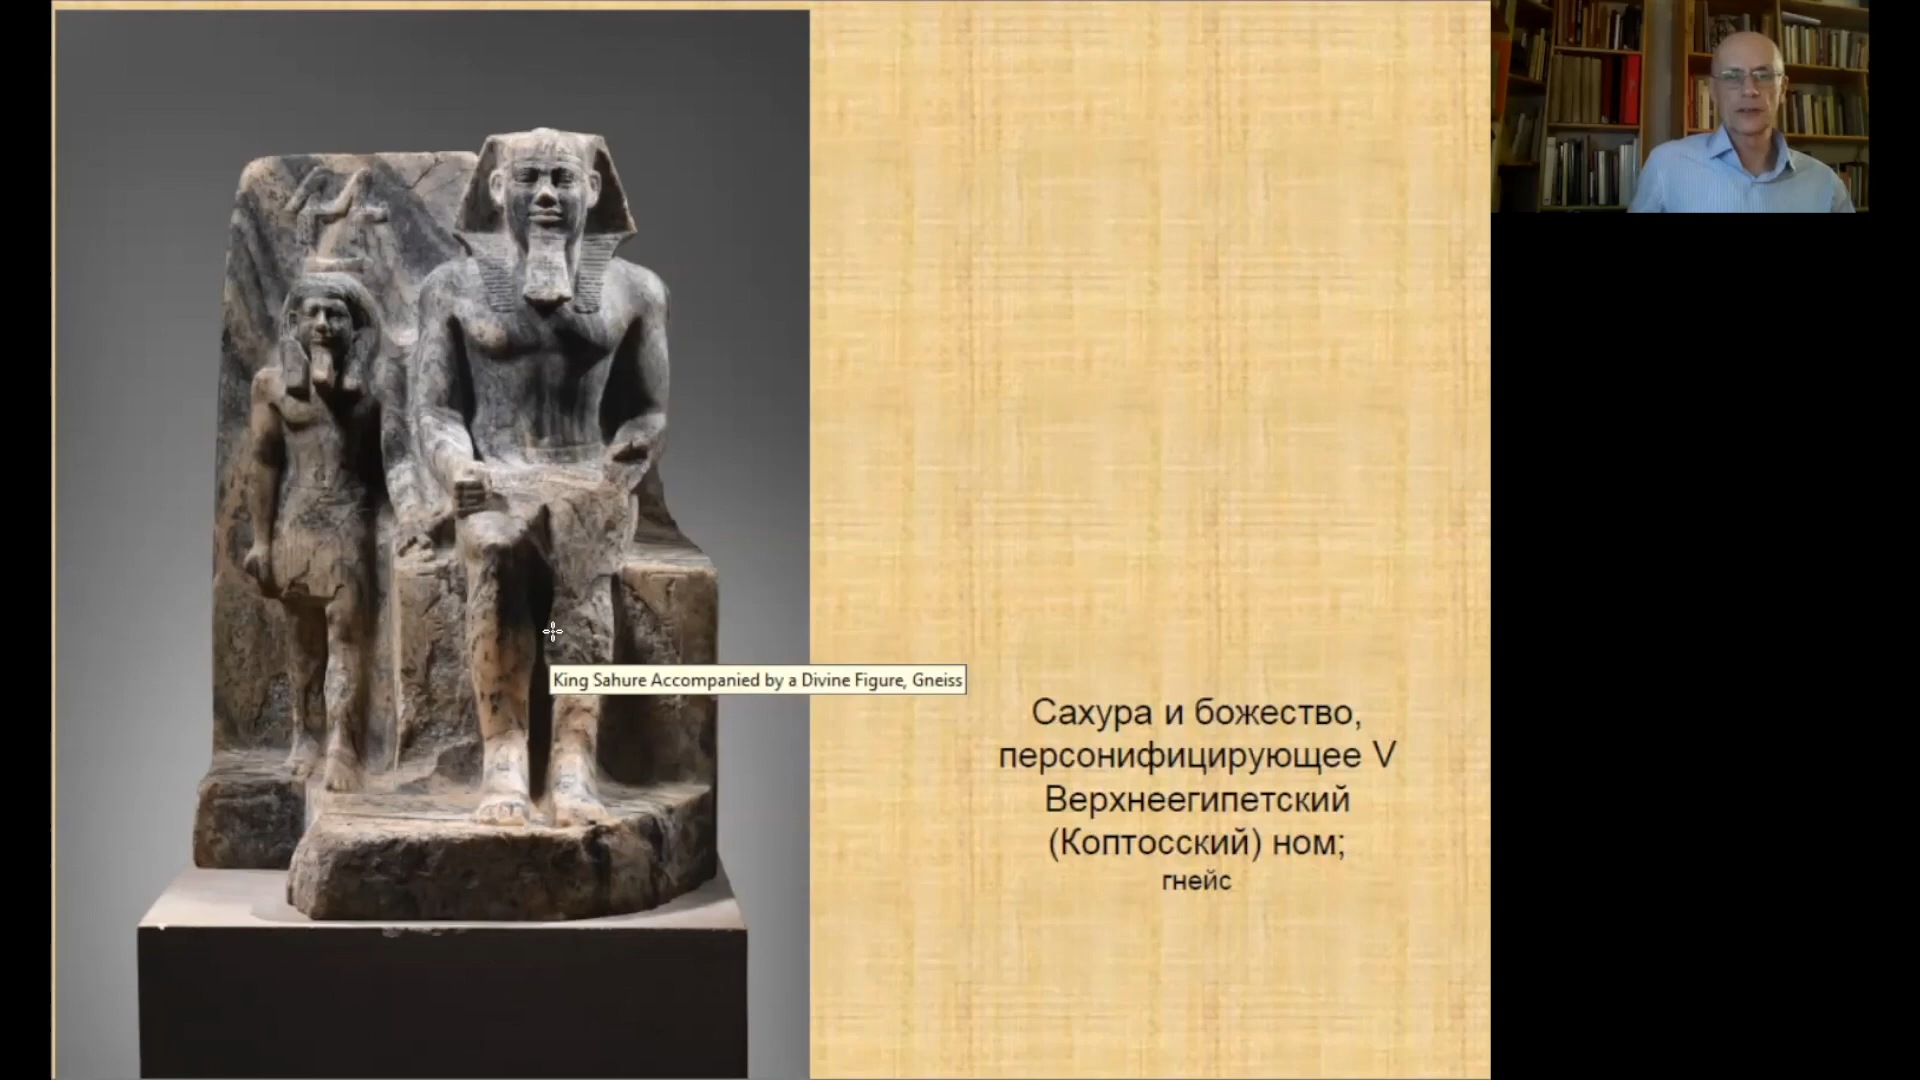 King Sahure Accompanied by a Divine Figure, Gneiss
Сахура и божество,
персонифицирующее V
Верхнеегипетский
(Коптосский) ном;
гнейс